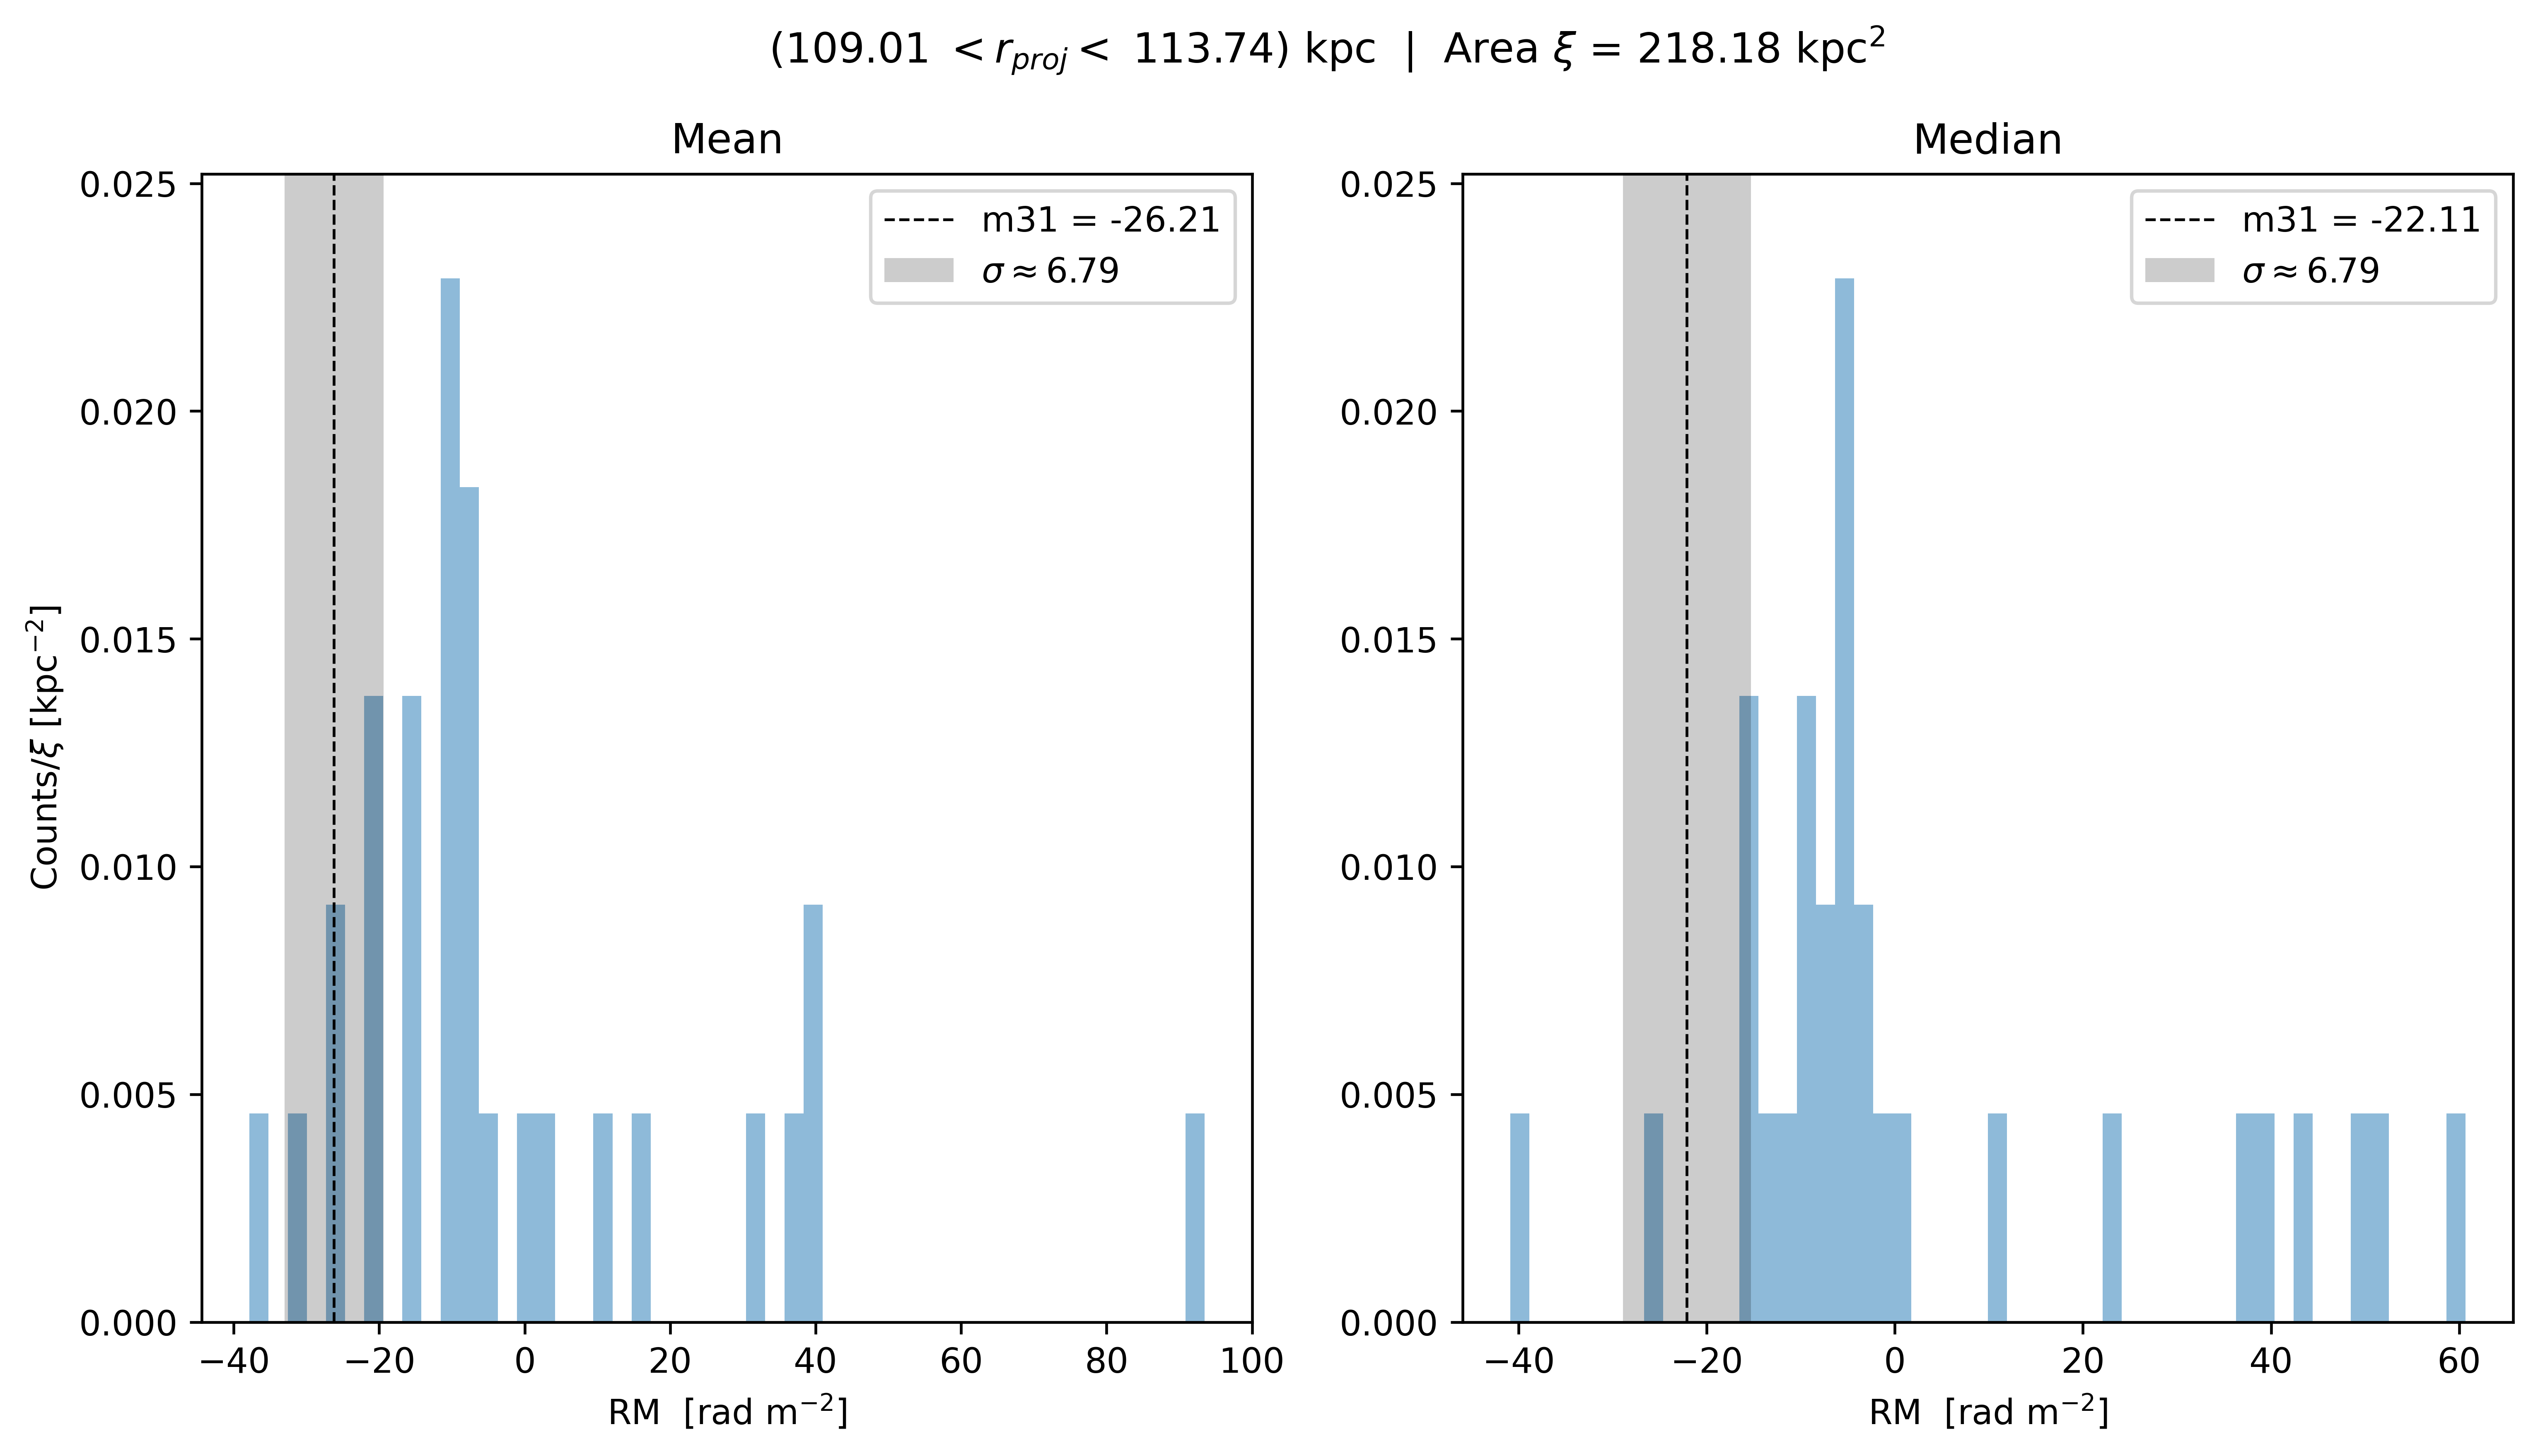 (109.01 < r_proj < 113.74) kpc | Area ξ = 218.18 kpc²
Mean
m31 = -26.21
σ ≈ 6.79
0.025
0.020
0.015
0.010
0.005
0.000
Counts/ξ [kpc⁻²]
−40 −20 0 20 40 60 80 100
RM [rad m⁻²]
Median
m31 = -22.11
σ ≈ 6.79
0.025
0.020
0.015
0.010
0.005
0.000
−40 −20 0 20 40 60
RM [rad m⁻²]